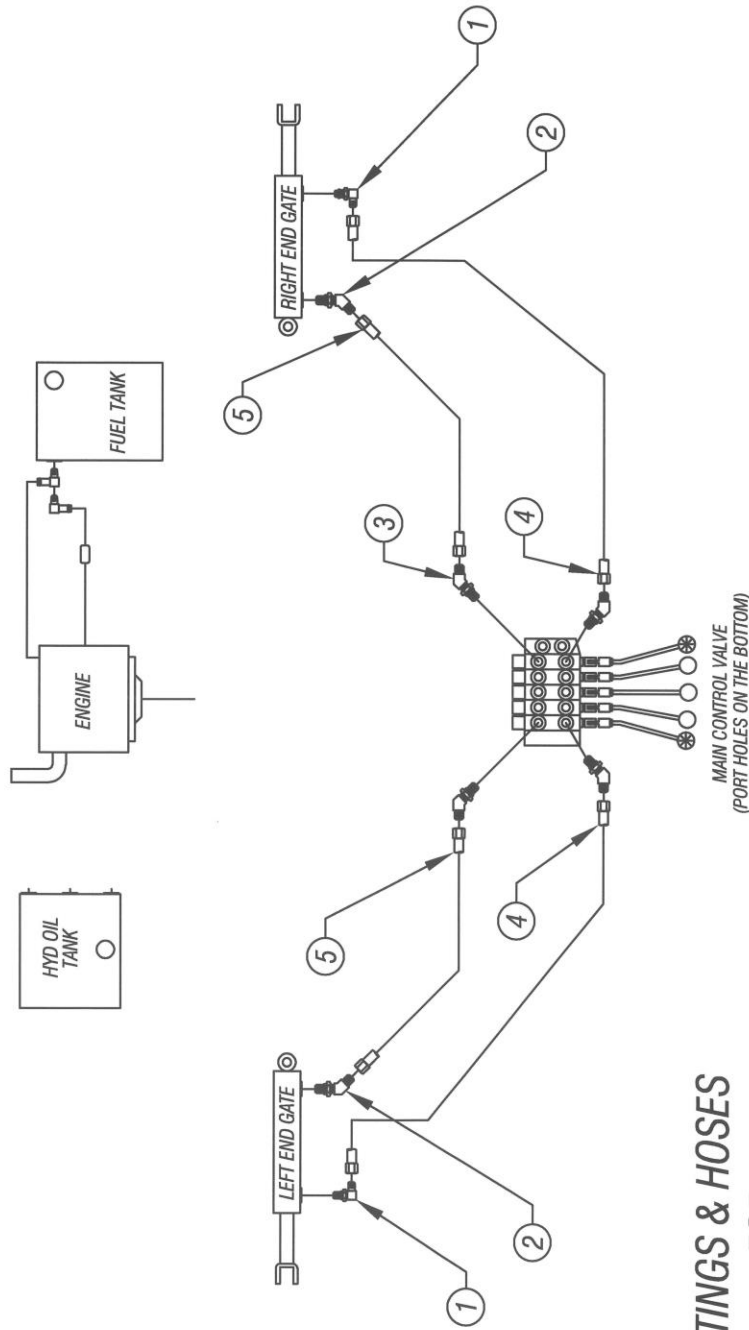 HYD OIL
TANK
ENGINE
FUEL TANK
LEFT END GATE
RIGHT END GATE
1
2
5
4
3
4
5
2
1
MAIN CONTROL VALVE
(PORT HOLES ON THE BOTTOM)
& HOSES